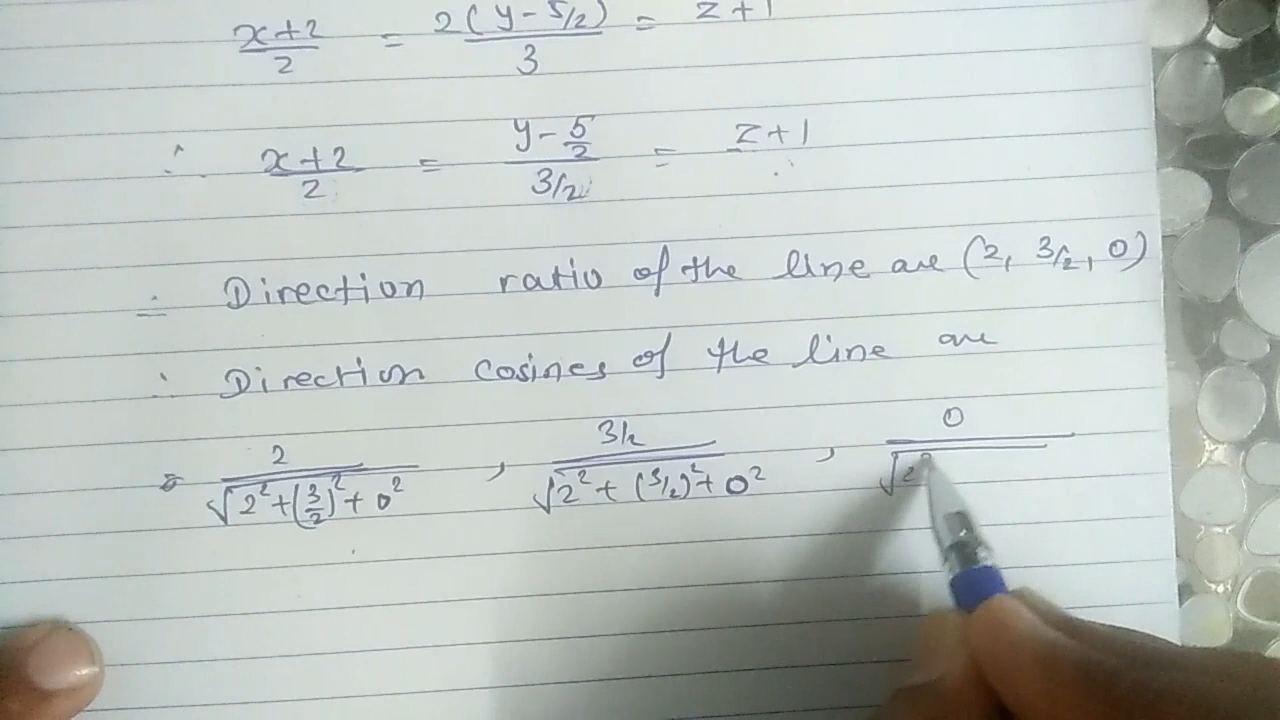 x+2/2 = 2(y-5/2)/3 = z+1
∴ x+2/2 = y-5/2/3/2 = z+1
∴ Direction ratio of the line are (2, 3/2, 0)
∴ Direction cosines of the line are
2/√2²+(3/2)²+0² , 3/2/√2²+(3/2)²+0² , 0/√2²